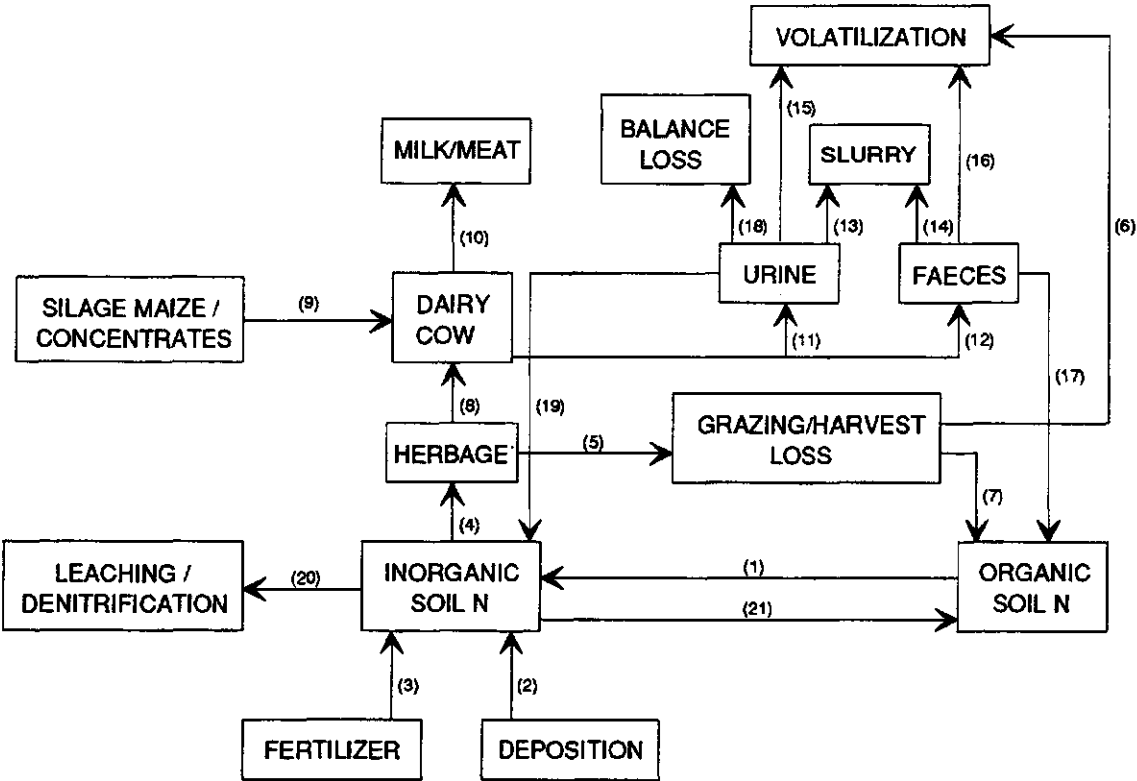 VOLATILIZATION
(15)
BALANCE
LOSS
MILK/MEAT
SLURRY
(16)
(10)
(18)
(13)
(14)
(6)
URINE
FAECES
SILAGE MAIZE /
CONCENTRATES
(9)
DAIRY
COW
(11)
(12)
(17)
(8)
(19)
GRAZING/HARVEST
LOSS
HERBAGE
(5)
(7)
(4)
LEACHING /
DENITRIFICATION
(20)
INORGANIC
SOIL N
(1)
(21)
ORGANIC
SOIL N
(3)
(2)
FERTILIZER
DEPOSITION